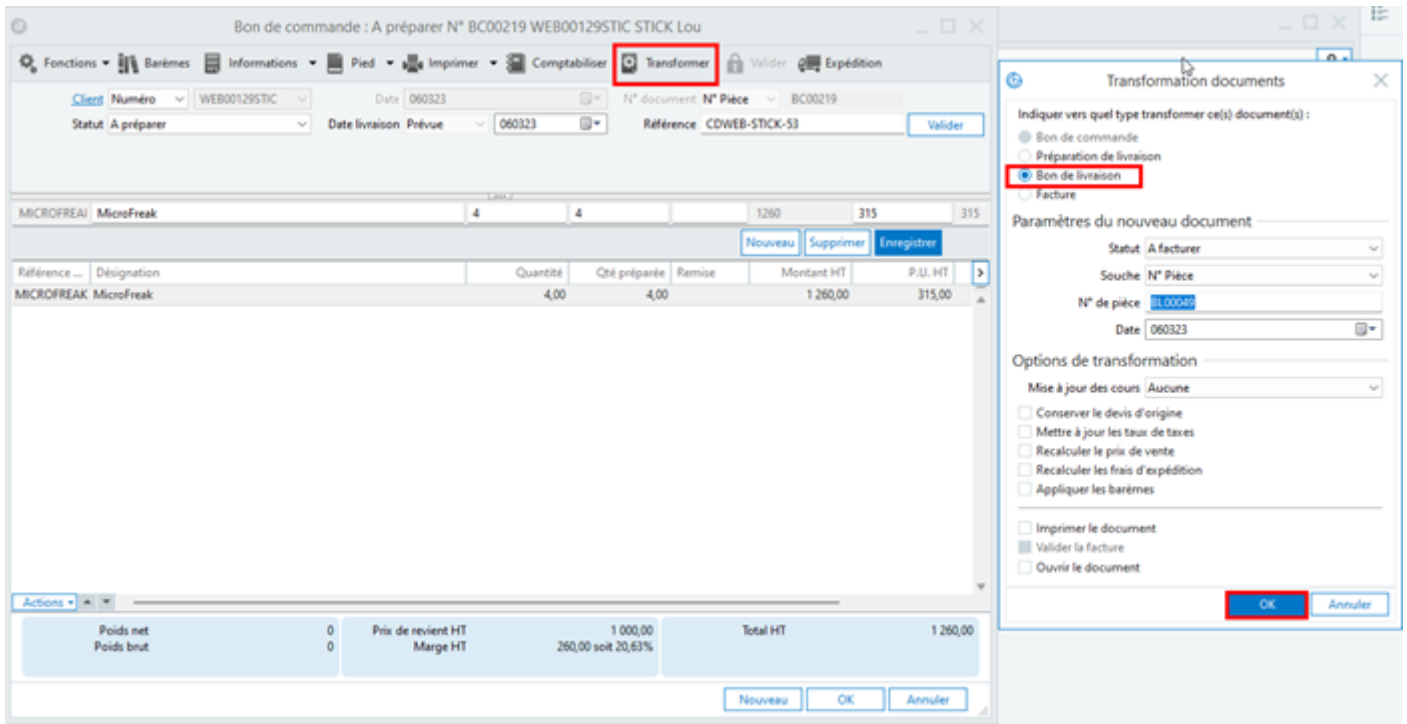 Bon de commande : A préparer N° BC00219 WEB00129STIC STICK Lou
Fonctions Barèmes Informations Pied Imprimer Comptabiliser Transformer Valider Expédition
Client Numéro WEB00129STIC Date 060323 N° document N° Pièce BC00219
Statut A préparer Date livraison Prévue 060323 Référence CDWEB-STICK-53 Valider
MICROFREAI MicroFreak 4 4 1260 315 315
Nouveau Supprimer Enregistrer
Référence ... Désignation Quantité Qté préparée Remise Montant HT P.U. HT
MICROFREAK MicroFreak 4,00 4,00 1 260,00 315,00
Actions
Poids net 0 Prix de revient HT 1 000,00 Total HT 1 260,00
Poids brut 0 Marge HT 260,00 soit 20,63%
Nouveau OK Annuler
Transformation documents
Indiquer vers quel type transformer ce(s) document(s) :
Bon de commande
Préparation de livraison
Bon de livraison
Facture
Paramètres du nouveau document
Statut A facturer
Souche N° Pièce
N° de pièce BL00049
Date 060323
Options de transformation
Mise à jour des cours Aucune
Conserver le devis d'origine
Mettre à jour les taux de taxes
Recalculer le prix de vente
Recalculer les frais d'expédition
Appliquer les barèmes
Imprimer le document
Valider la facture
Ouvrir le document
OK Annuler